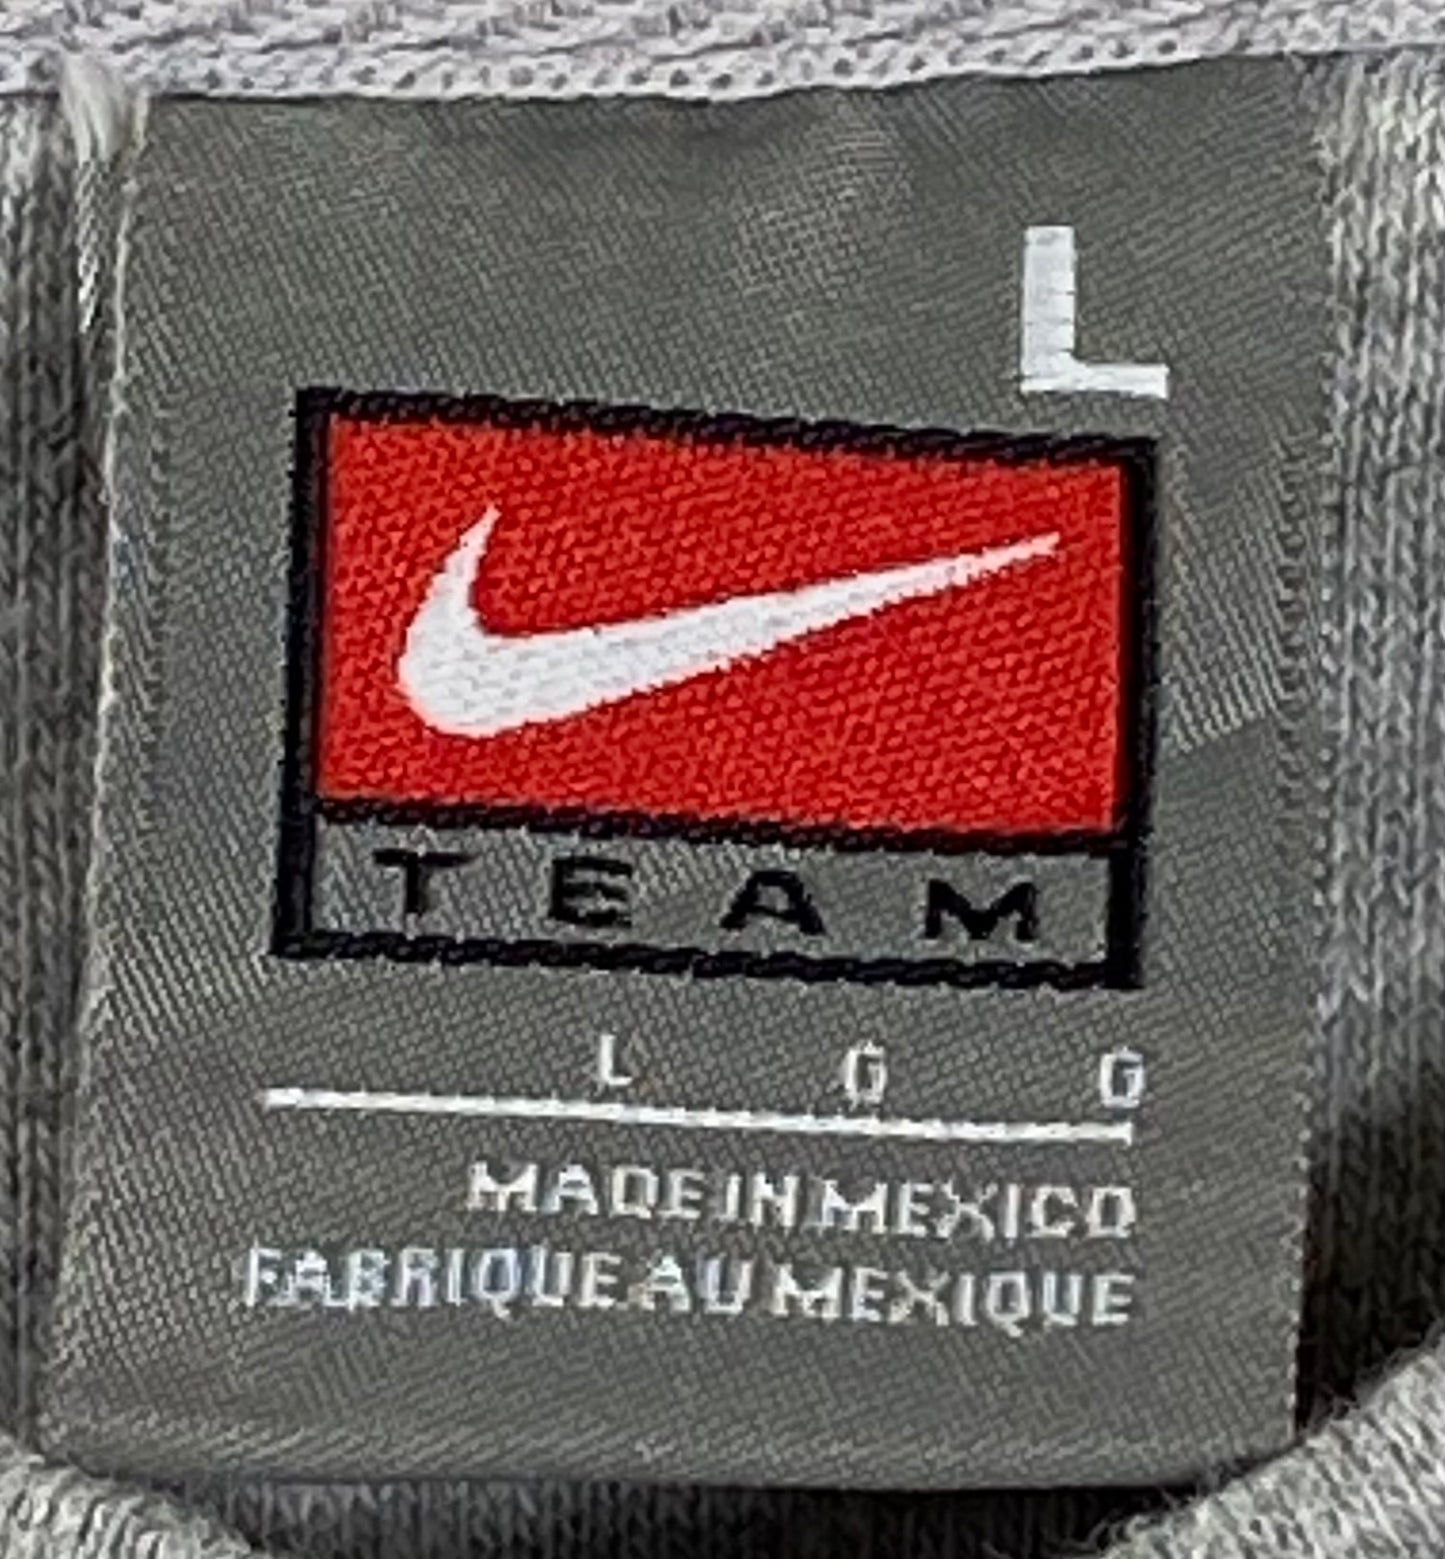 L
TEAM
L G G
MADE IN MEXICO
FABRIQUE AU MEXIQUE